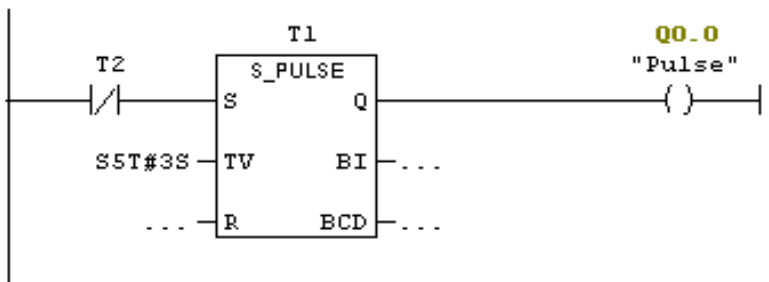 T1
Q0.0
T2
S_PULSE
"Pulse"
S
Q
S5T#3S
TV
BI
...
...
R
BCD
...